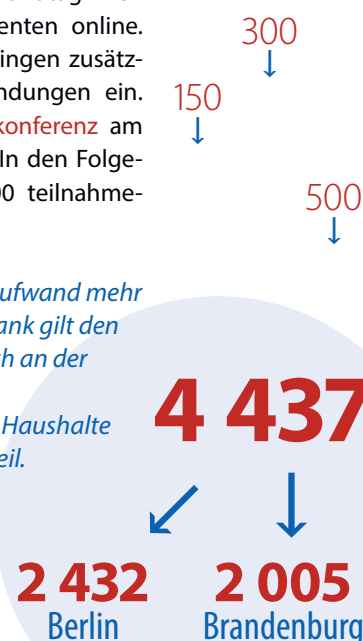 enten online.
ingen zusätz-
ndungen ein.
konferenz am
In den Folge-
00 teilnahme-
300
150
500
ufwand mehr
ank gilt den
h an der
Haushalte
eil.
4 437
2 432
Berlin
2 005
Brandenburg